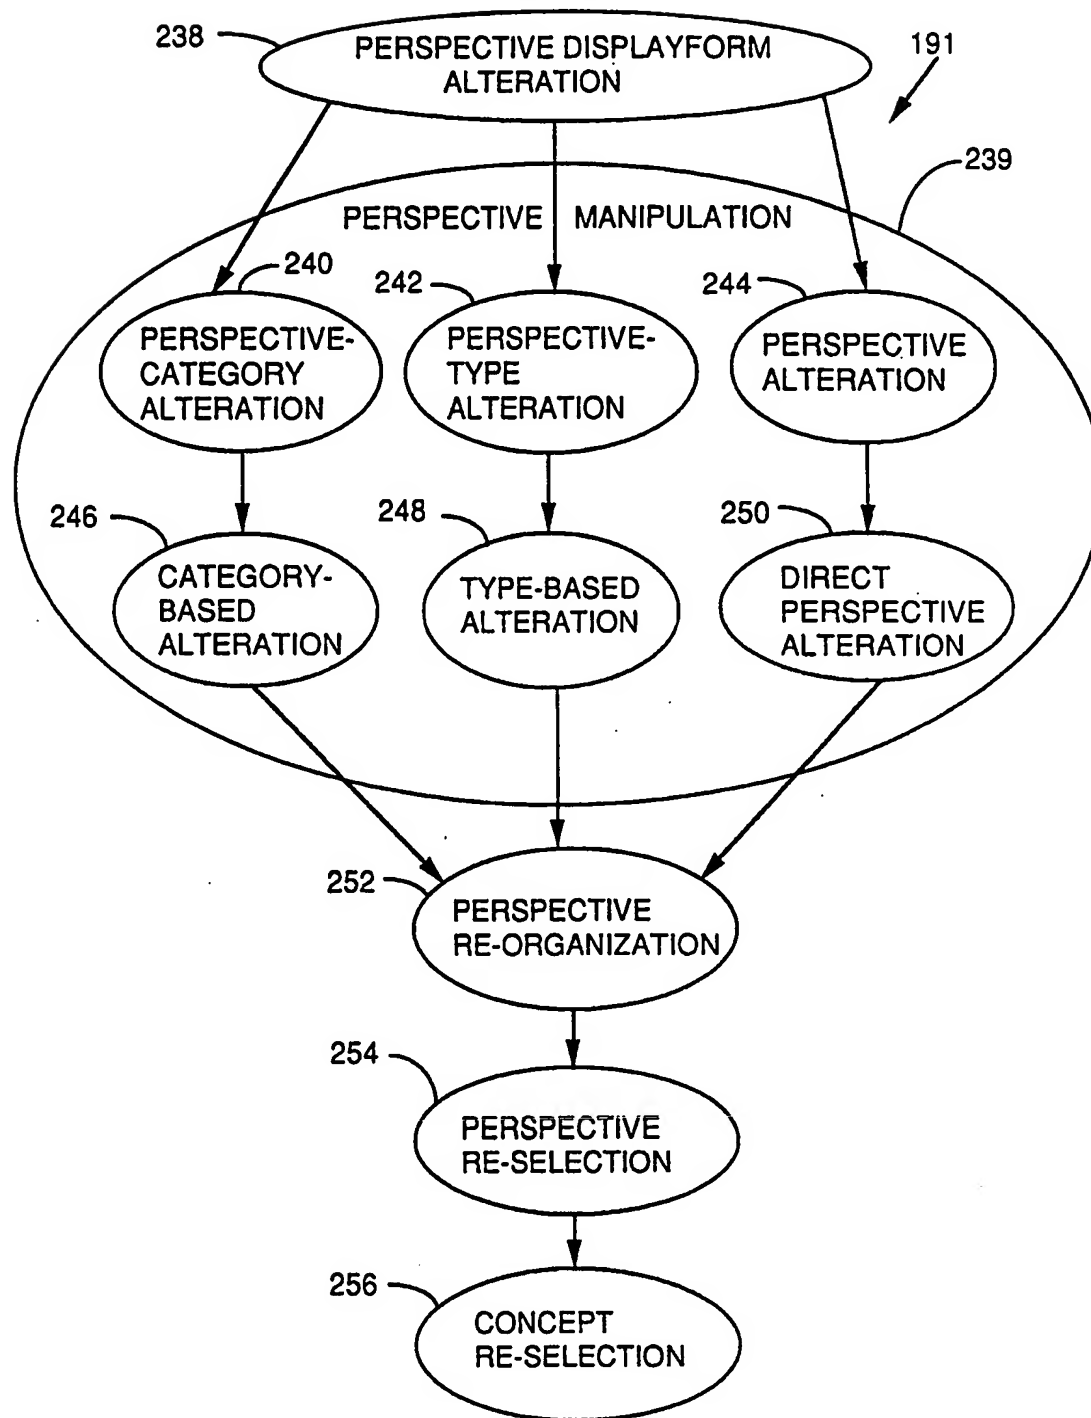 238
PERSPECTIVE DISPLAYFORM
ALTERATION
191
239
PERSPECTIVE MANIPULATION
240
242
244
PERSPECTIVE-
CATEGORY
ALTERATION
PERSPECTIVE-
TYPE
ALTERATION
PERSPECTIVE
ALTERATION
246
248
250
CATEGORY-
BASED
ALTERATION
TYPE-BASED
ALTERATION
DIRECT
PERSPECTIVE
ALTERATION
252
PERSPECTIVE
RE-ORGANIZATION
254
PERSPECTIVE
RE-SELECTION
256
CONCEPT
RE-SELECTION